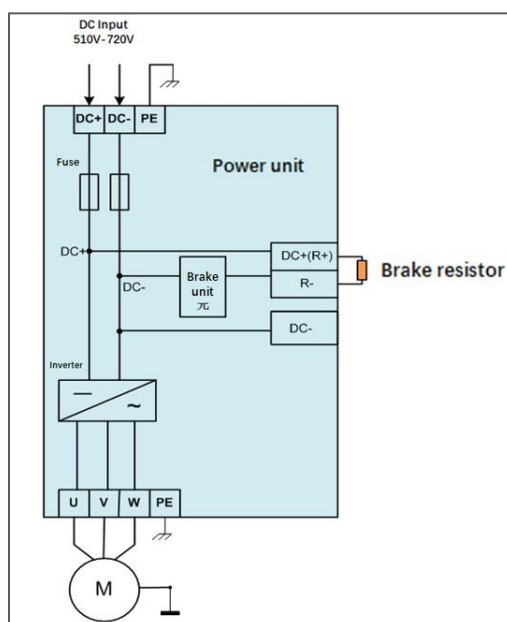 DC Input
510V-720V
DC+ DC- PE
Fuse
Power unit
DC+
DC+(R+)
Brake resistor
Brake
unit
元
DC-
R-
DC-
Inverter
U V W PE
M